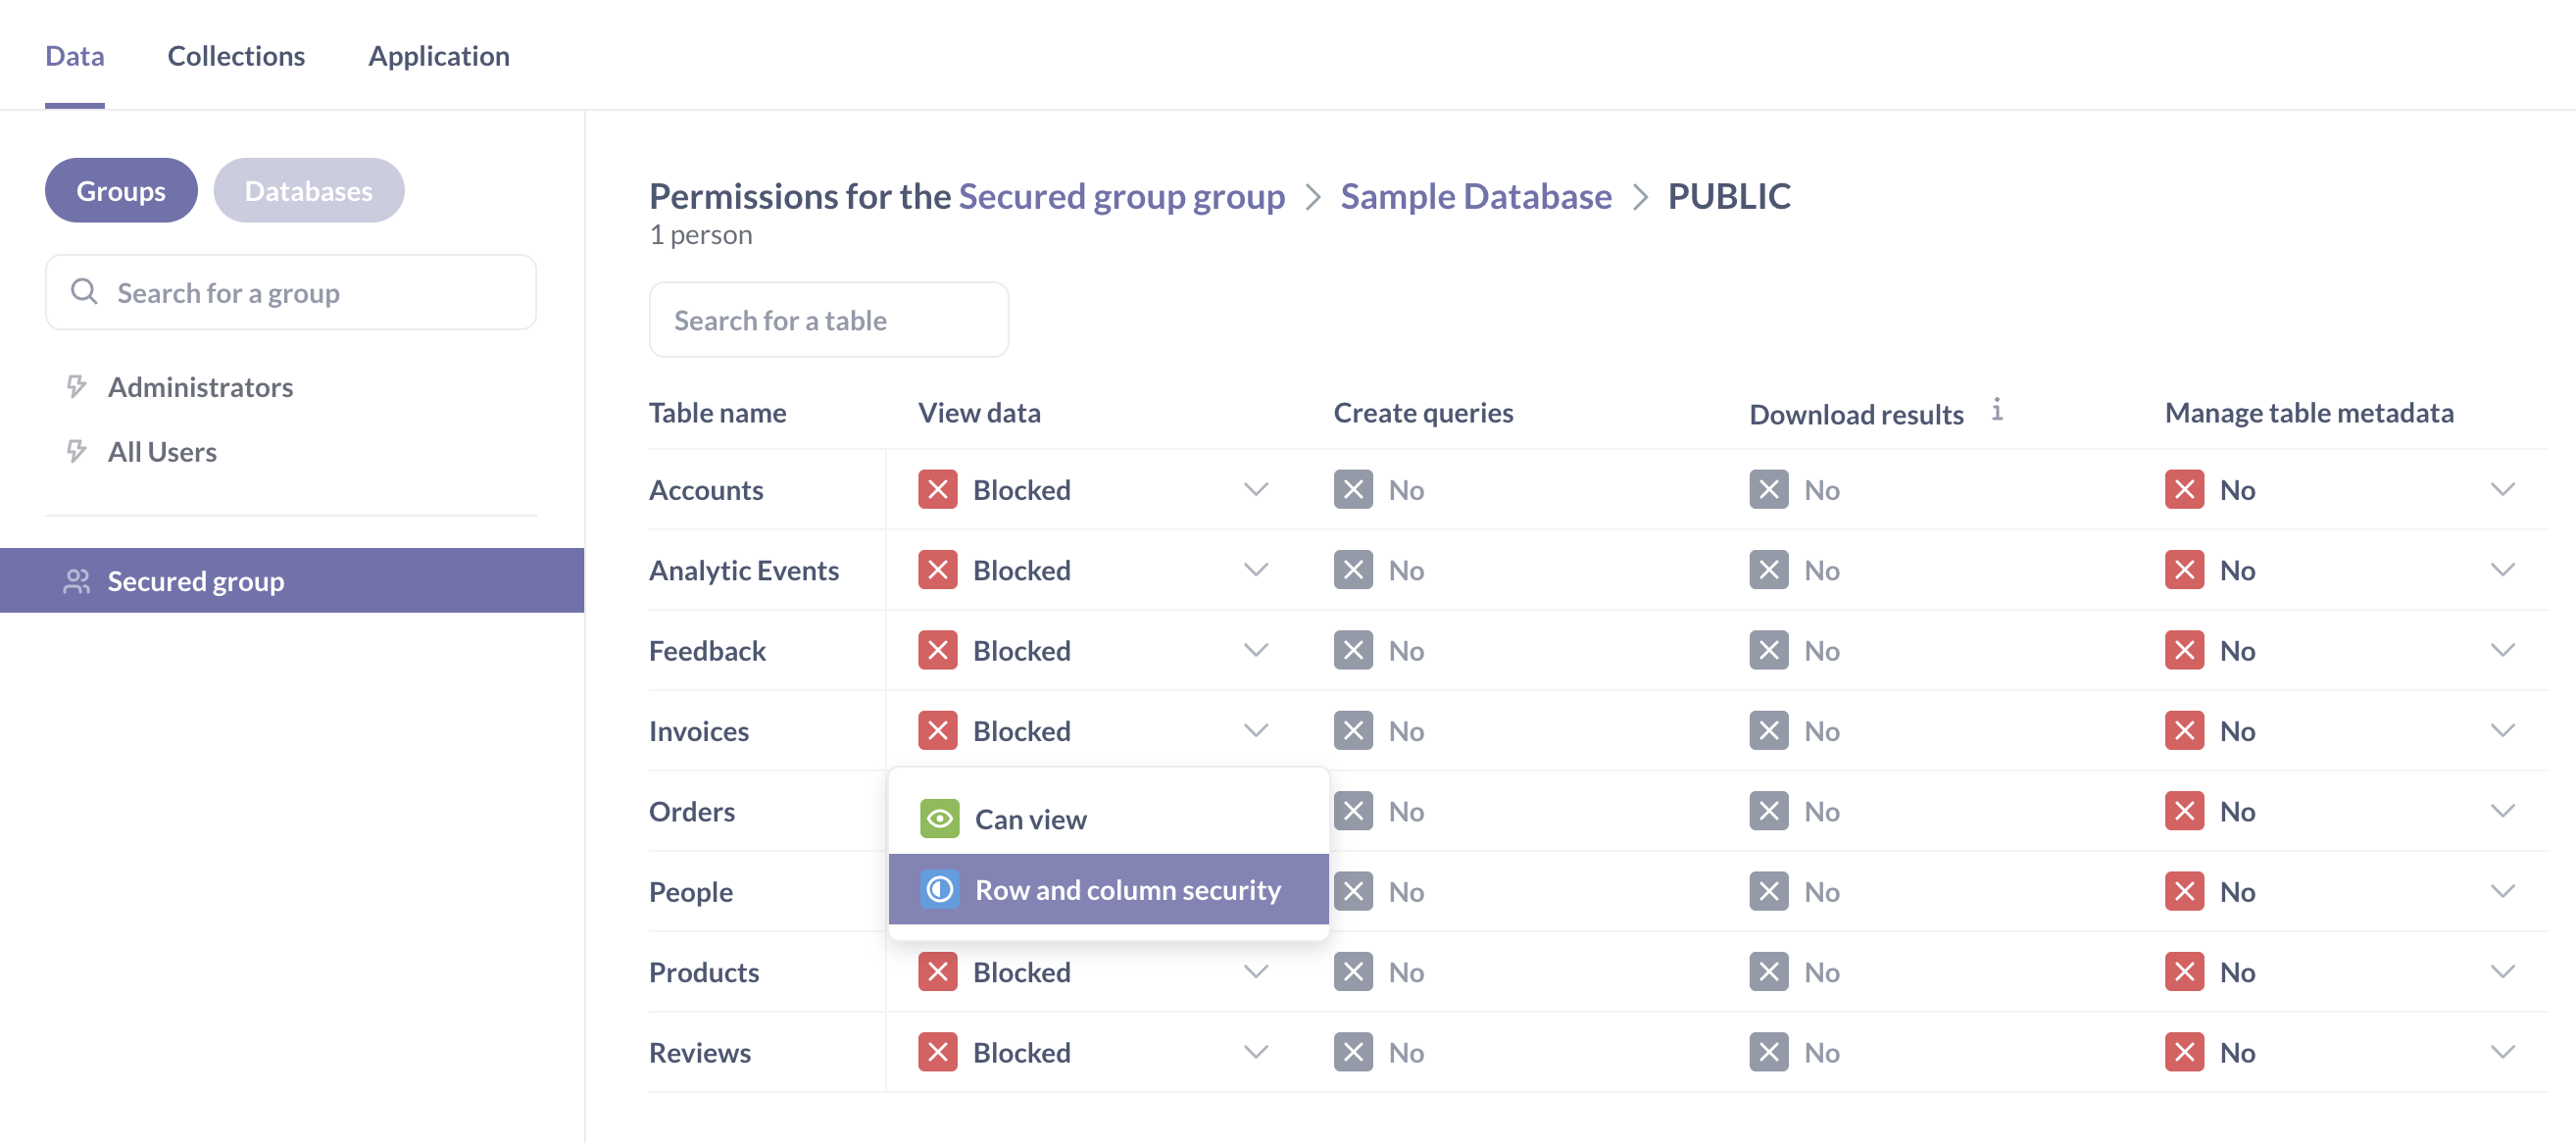 Data Collections Application
Groups Databases
Search for a group
Administrators
All Users
Secured group
Permissions for the Secured group group > Sample Database > PUBLIC
1 person
Search for a table
Table name View data Create queries Download results i Manage table metadata
Accounts Blocked No No No
Analytic Events Blocked No No No
Feedback Blocked No No No
Invoices Blocked No No No
Orders No No No
Can view
Row and column security
People No No No
Products Blocked No No No
Reviews Blocked No No No